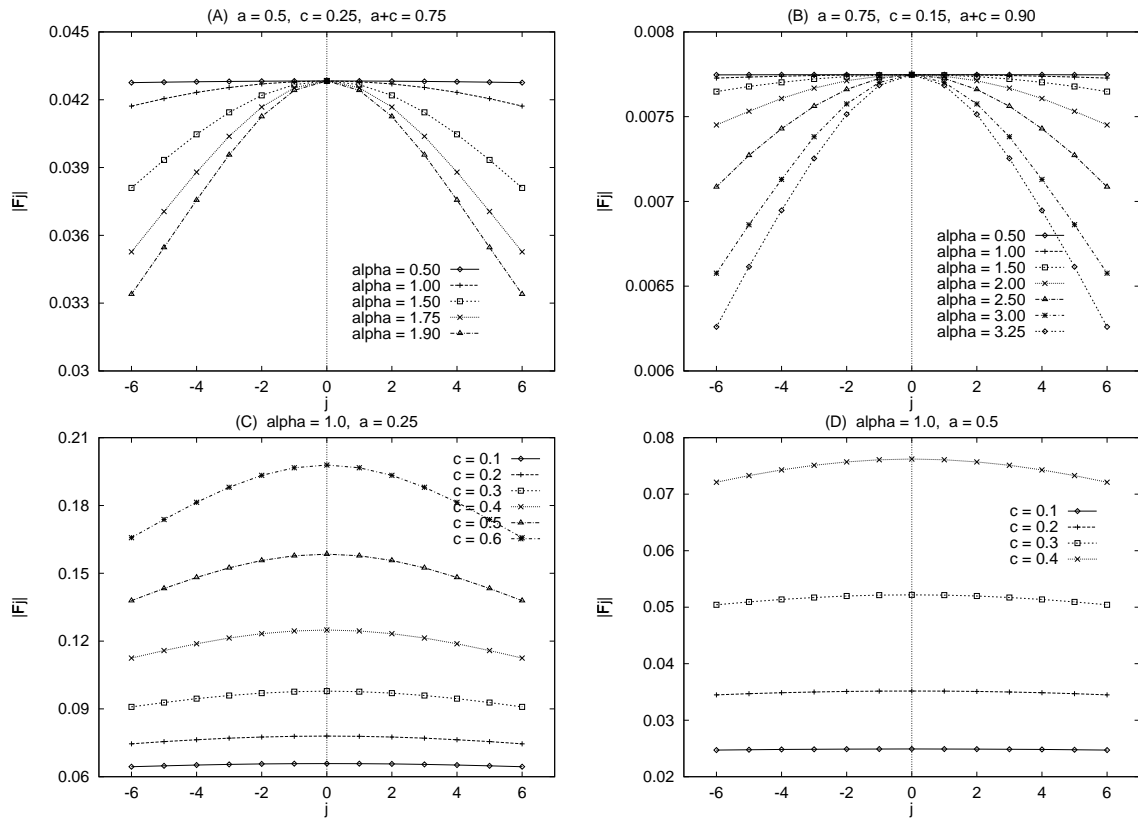 (A) a = 0.5, c = 0.25, a+c = 0.75
0.045
0.042
0.039
0.036
0.033
0.03
|Fj|
alpha = 0.50
alpha = 1.00
alpha = 1.50
alpha = 1.75
alpha = 1.90
-6 -4 -2 0 2 4 6
j
(B) a = 0.75, c = 0.15, a+c = 0.90
0.008
0.0075
0.007
0.0065
0.006
|Fj|
alpha = 0.50
alpha = 1.00
alpha = 1.50
alpha = 2.00
alpha = 2.50
alpha = 3.00
alpha = 3.25
-6 -4 -2 0 2 4 6
j
(C) alpha = 1.0, a = 0.25
0.21
0.18
0.15
0.12
0.09
0.06
|Fj|
c = 0.1
c = 0.2
c = 0.3
c = 0.4
c = 0.5
c = 0.6
-6 -4 -2 0 2 4 6
j
(D) alpha = 1.0, a = 0.5
0.08
0.07
0.06
0.05
0.04
0.03
0.02
|Fj|
c = 0.1
c = 0.2
c = 0.3
c = 0.4
-6 -4 -2 0 2 4 6
j